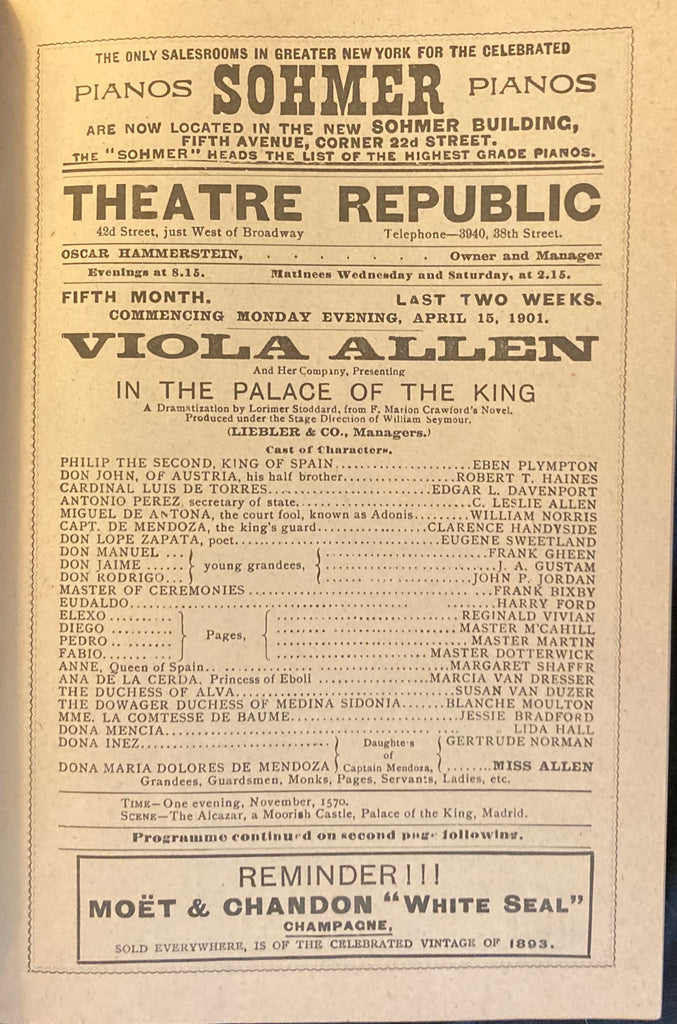 THE ONLY SALESROOMS IN GREATER NEW YORK FOR THE CELEBRATED
PIANOS SOHMER PIANOS
ARE NOW LOCATED IN THE NEW SOHMER BUILDING,
FIFTH AVENUE, CORNER 22d STREET.
THE "SOHMER" HEADS THE LIST OF THE HIGHEST GRADE PIANOS.
THEATRE REPUBLIC
42d Street, just West of Broadway Telephone—3940, 38th Street.
OSCAR HAMMERSTEIN, . . . . . . . Owner and Manager
Evenings at 8.15. Matinees Wednesday and Saturday, at 2.15.
FIFTH MONTH. LAST TWO WEEKS.
COMMENCING MONDAY EVENING, APRIL 15, 1901.
VIOLA ALLEN
And Her Company, Presenting
IN THE PALACE OF THE KING
A Dramatization by Lorimer Stoddard, from F. Marion Crawford's Novel.
Produced under the Stage Direction of William Seymour.
(LIEBLER & CO., Managers.)
Cast of Characters.
PHILIP THE SECOND, KING OF SPAIN......................EBEN PLYMPTON
DON JOHN, OF AUSTRIA, his half brother....................ROBERT T. HAINES
CARDINAL LUIS DE TORRES...........................EDGAR L. DAVENPORT
ANTONIO PEREZ, secretary of state...........................C. LESLIE ALLEN
MIGUEL DE ANTONA, the court fool, known as Adonis........WILLIAM NORRIS
CAPT. DE MENDOZA, the king's guard..................CLARENCE HANDYSIDE
DON LOPE ZAPATA, poet.................................EUGENE SWEETLAND
DON MANUEL ... ...........................FRANK GHEEN
DON JAIME ...... young grandees, ...........................J. A. GUSTAM
DON RODRIGO... ...........................JOHN P. JORDAN
MASTER OF CEREMONIES ......................................FRANK BIXBY
EUDALDO.................................. .........HARRY FORD
ELEXO .......... ..............................REGINALD VIVIAN
DIEGO .......... ............................MASTER M'CAHILL
PEDRO .. ....... Pages, ..............................MASTER MARTIN
FABIO........... ........................MASTER DOTTERWICK
ANNE, Queen of Spain.. ..............................MARGARET SHAFFR
ANA DE LA CERDA, Princess of Eboli ................MARCIA VAN DRESSER
THE DUCHESS OF ALVA...............................SUSAN VAN DUZER
THE DOWAGER DUCHESS OF MEDINA SIDONIA.......BLANCHE MOULTON
MME. LA COMTESSE DE BAUME........................JESSIE BRADFORD
DONA MENCIA........................................ .... LIDA HALL
DONA INEZ............................. Daughters GERTRUDE NORMAN
of
DONA MARIA DOLORES DE MENDOZA Captain Mendoza, ........MISS ALLEN
Grandees, Guardsmen, Monks, Pages, Servants, Ladies, etc.
TIME—One evening, November, 1570.
SCENE—The Alcazar, a Moorish Castle, Palace of the King, Madrid.
Programme continued on second page following.
REMINDER!!!
MOËT & CHANDON "WHITE SEAL"
CHAMPAGNE,
SOLD EVERYWHERE, IS OF THE CELEBRATED VINTAGE OF 1893.